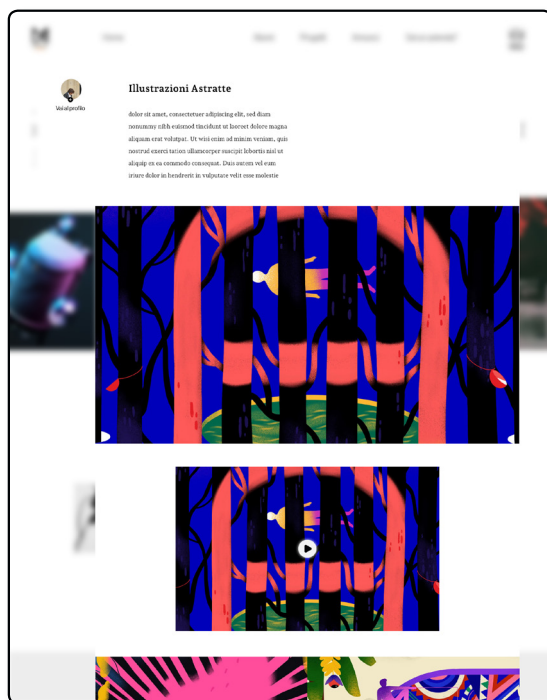 Vai al profilo
Illustrazioni Astratte
dolor sit amet, consectetuer adipiscing elit, sed diam
nonummy nibh euismod tincidunt ut laoreet dolore magna
aliquam erat volutpat. Ut wisi enim ad minim veniam, quis
nostrud exerci tation ullamcorper suscipit lobortis nisl ut
aliquip ex ea commodo consequat. Duis autem vel eum
iriure dolor in hendrerit in vulputate velit esse molestie